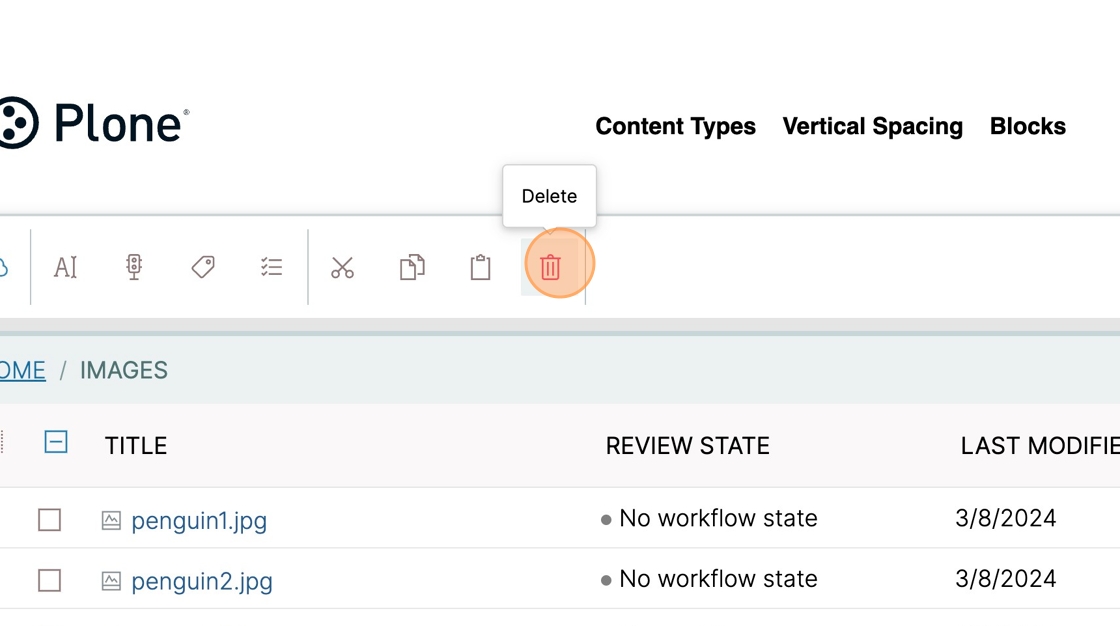 Plone®
Content Types Vertical Spacing Blocks
Delete
AI
OME / IMAGES
TITLE REVIEW STATE LAST MODIFIE
penguin1.jpg No workflow state 3/8/2024
penguin2.jpg No workflow state 3/8/2024